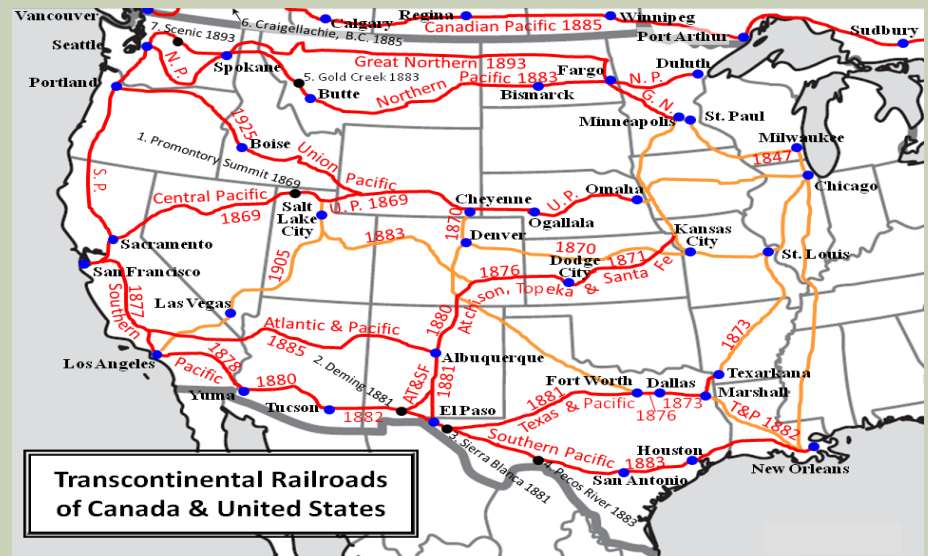 Vancouver
6. Craigellachie, B.C. 1885
Calgary
Regina
Canadian Pacific 1885
Winnipeg
Port Arthur
Sudbury
7. Scenic 1893
Seattle
N.P.
Spokane
Great Northern 1893
5. Gold Creek 1883
Butte
Northern
Pacific 1883
Bismarck
Fargo
N. P.
Duluth
G.N.
Portland
Minneapolis
St. Paul
Milwaukee
1847
Chicago
1925
Boise
1. Promontory Summit 1869
Union
Pacific
S.P.
Central Pacific
1869
Salt
Lake
City
U.P. 1869
Cheyenne
Ogallala
U.P.
Omaha
1870
Denver
1883
1870
Kansas
City
St. Louis
Sacramento
San Francisco
1905
Dodge
City
1871
1876
Atchison, Topeka & Santa Fe
Las Vegas
1877
Southern
Atlantic & Pacific
1885
1880
Albuquerque
1873
Los Angeles
Pacific
1878
Yuma
1880
2. Deming 1881
AT&SF
1881
Tucson
1882
El Paso
Fort Worth
Dallas
Texarkana
Marshall
1881
Texas & Pacific
1873
1876
T&P 1882
Southern Pacific
1883
Houston
San Antonio
New Orleans
3. Sierra Blanca 1881
4. Pecos River 1883
Transcontinental Railroads
of Canada & United States